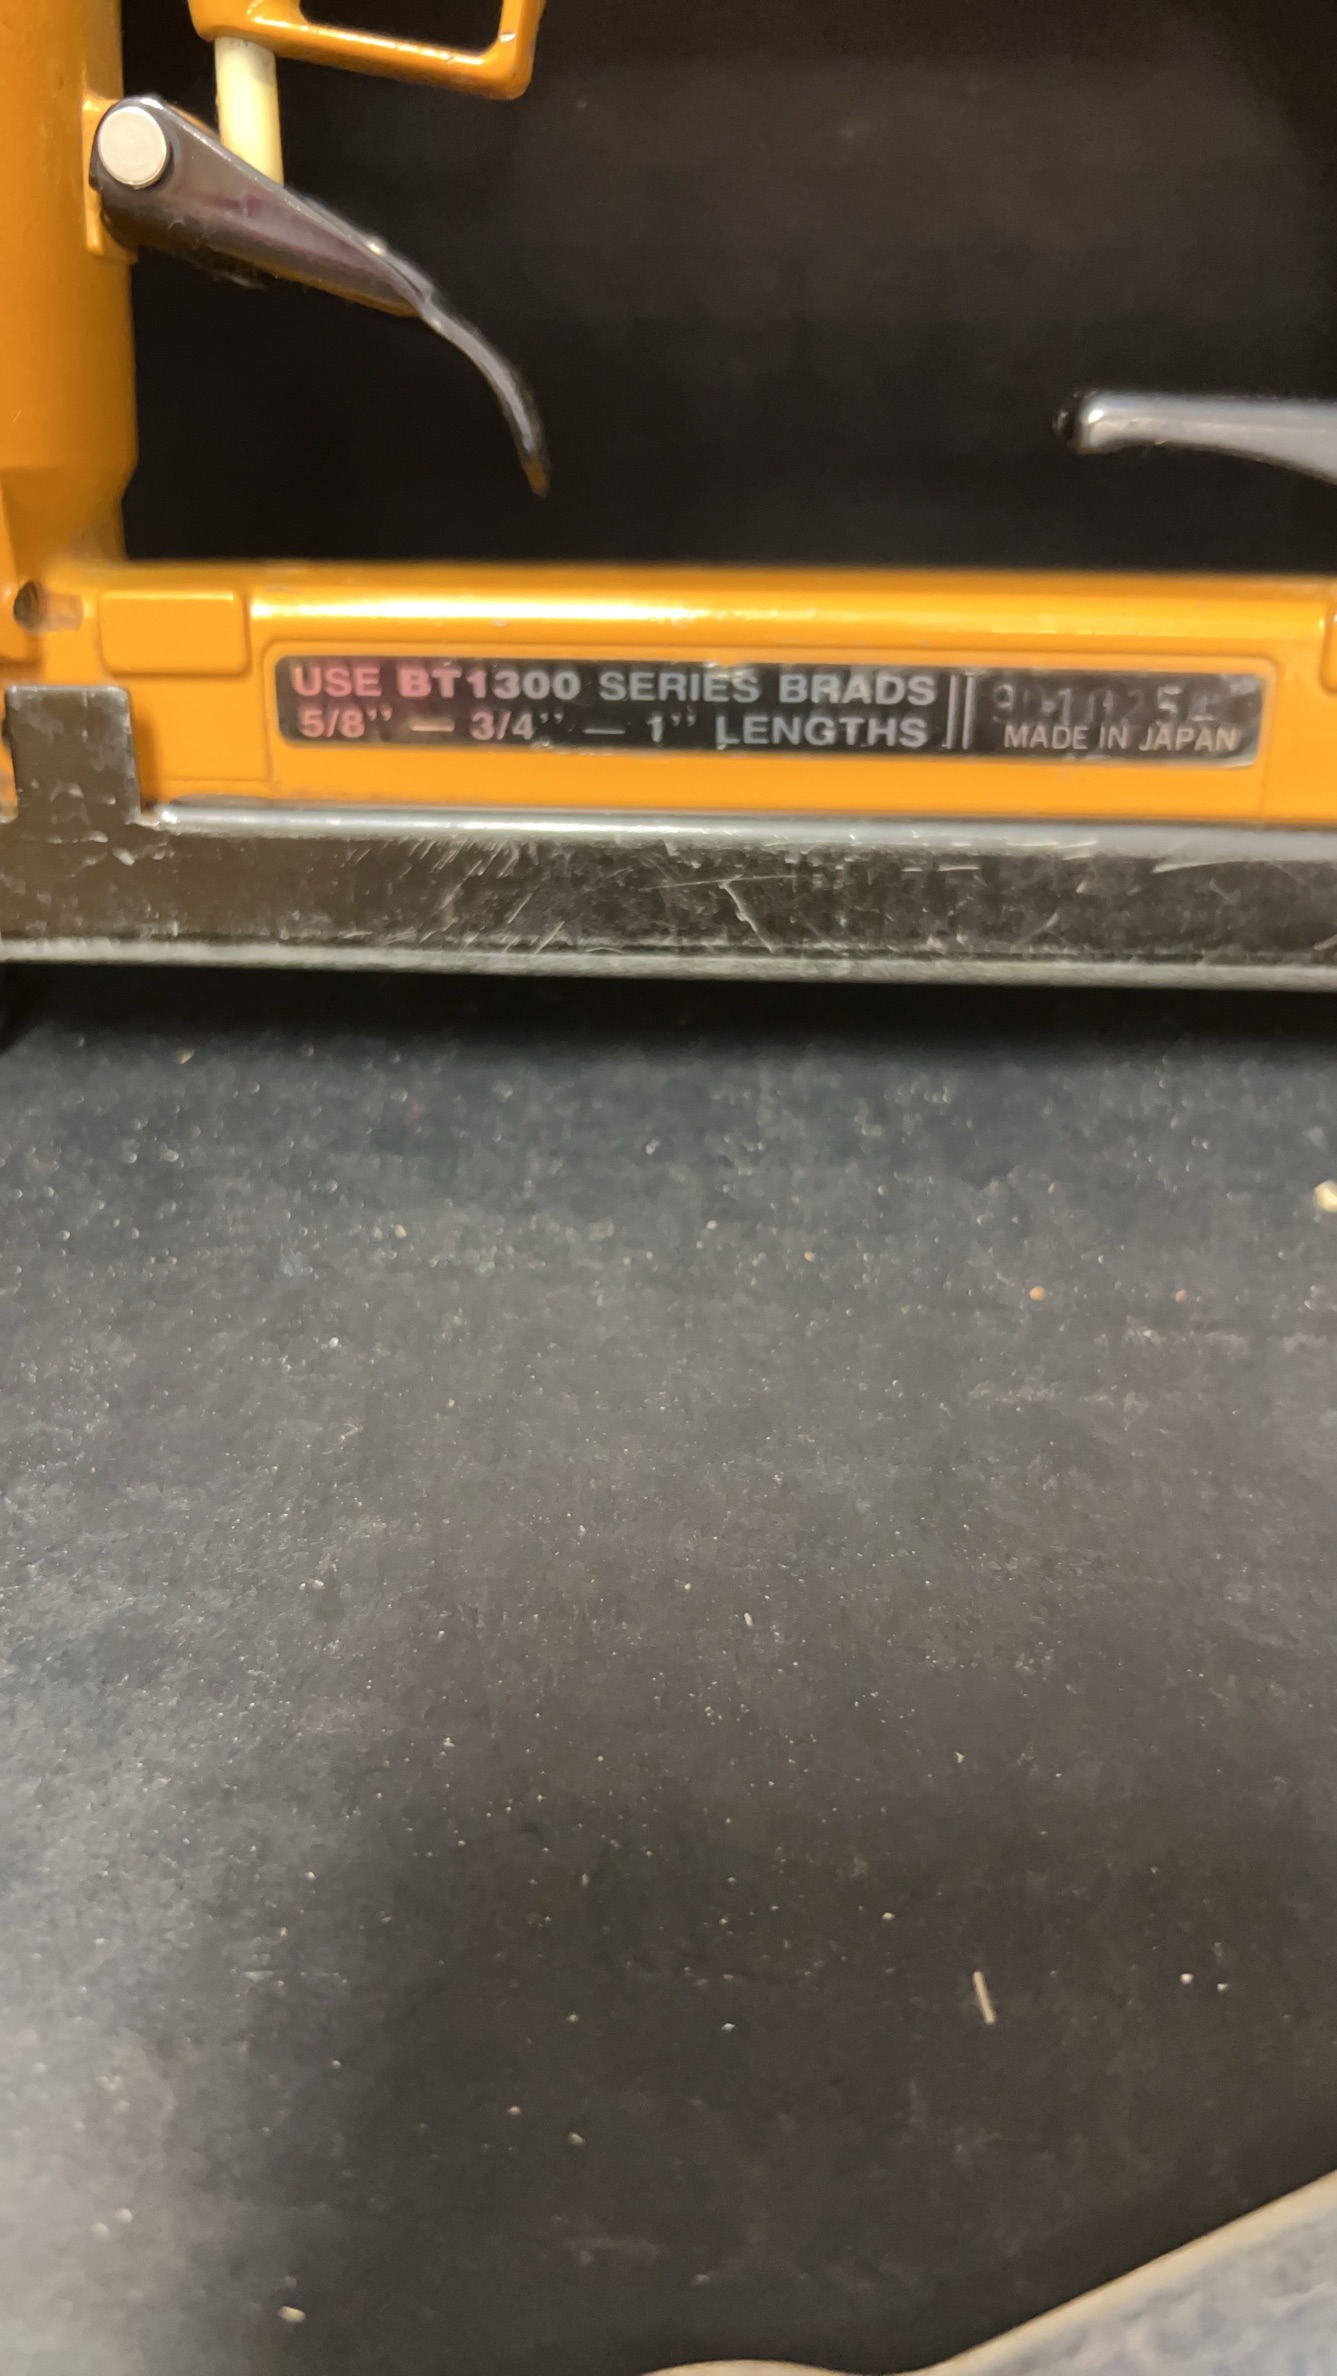 USE BT1300 SERIES BRADS
5/8" — 3/4" — 1" LENGTHS
MADE IN JAPAN